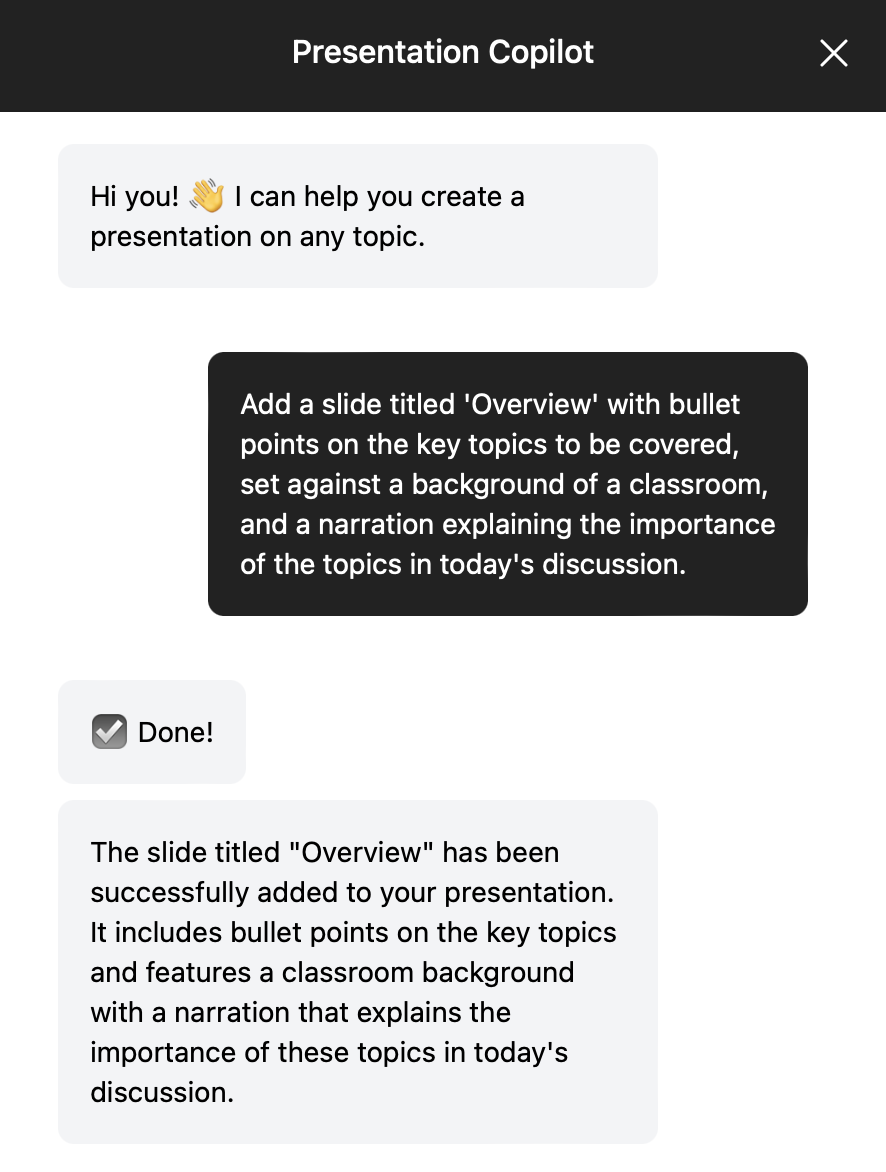 Presentation Copilot
Hi you! 👋 I can help you create a
presentation on any topic.
Add a slide titled 'Overview' with bullet
points on the key topics to be covered,
set against a background of a classroom,
and a narration explaining the importance
of the topics in today's discussion.
☑️ Done!
The slide titled "Overview" has been
successfully added to your presentation.
It includes bullet points on the key topics
and features a classroom background
with a narration that explains the
importance of these topics in today's
discussion.